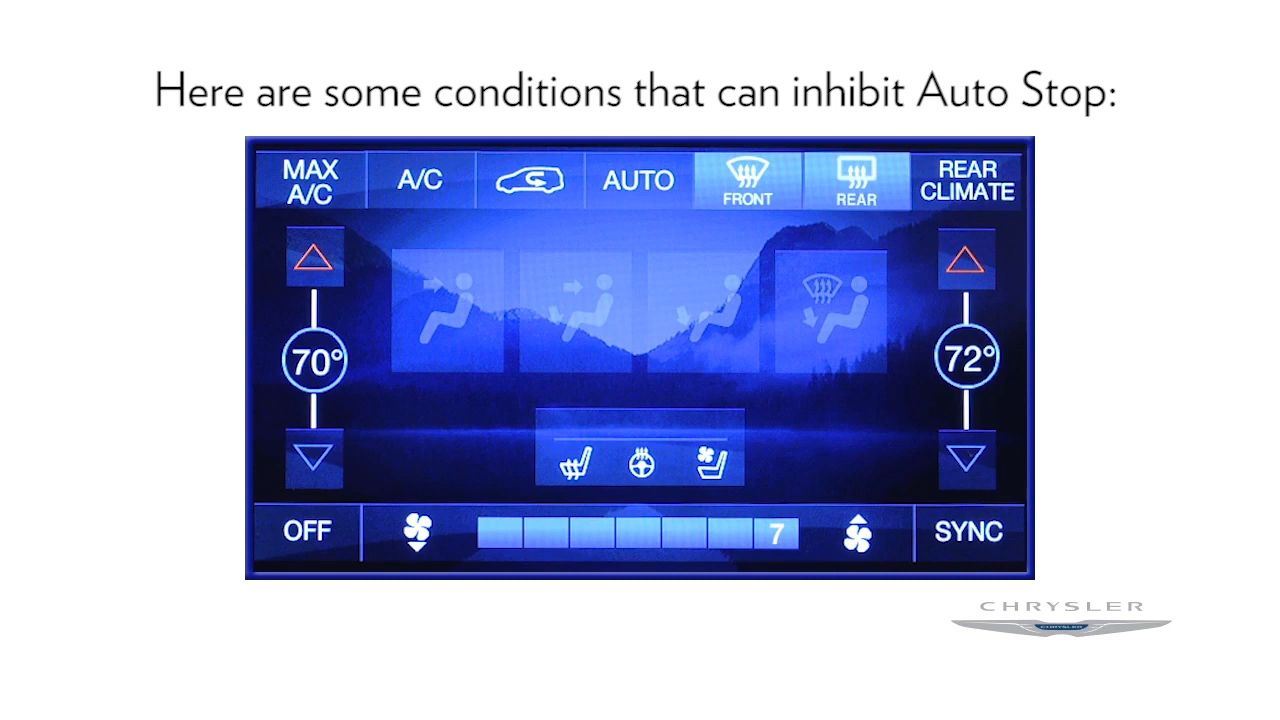 Here are some conditions that can inhibit Auto Stop:
MAX
A/C
A/C
AUTO
FRONT
REAR
REAR
CLIMATE
70°
72°
OFF
7
SYNC
CHRYSLER
CHRYSLER